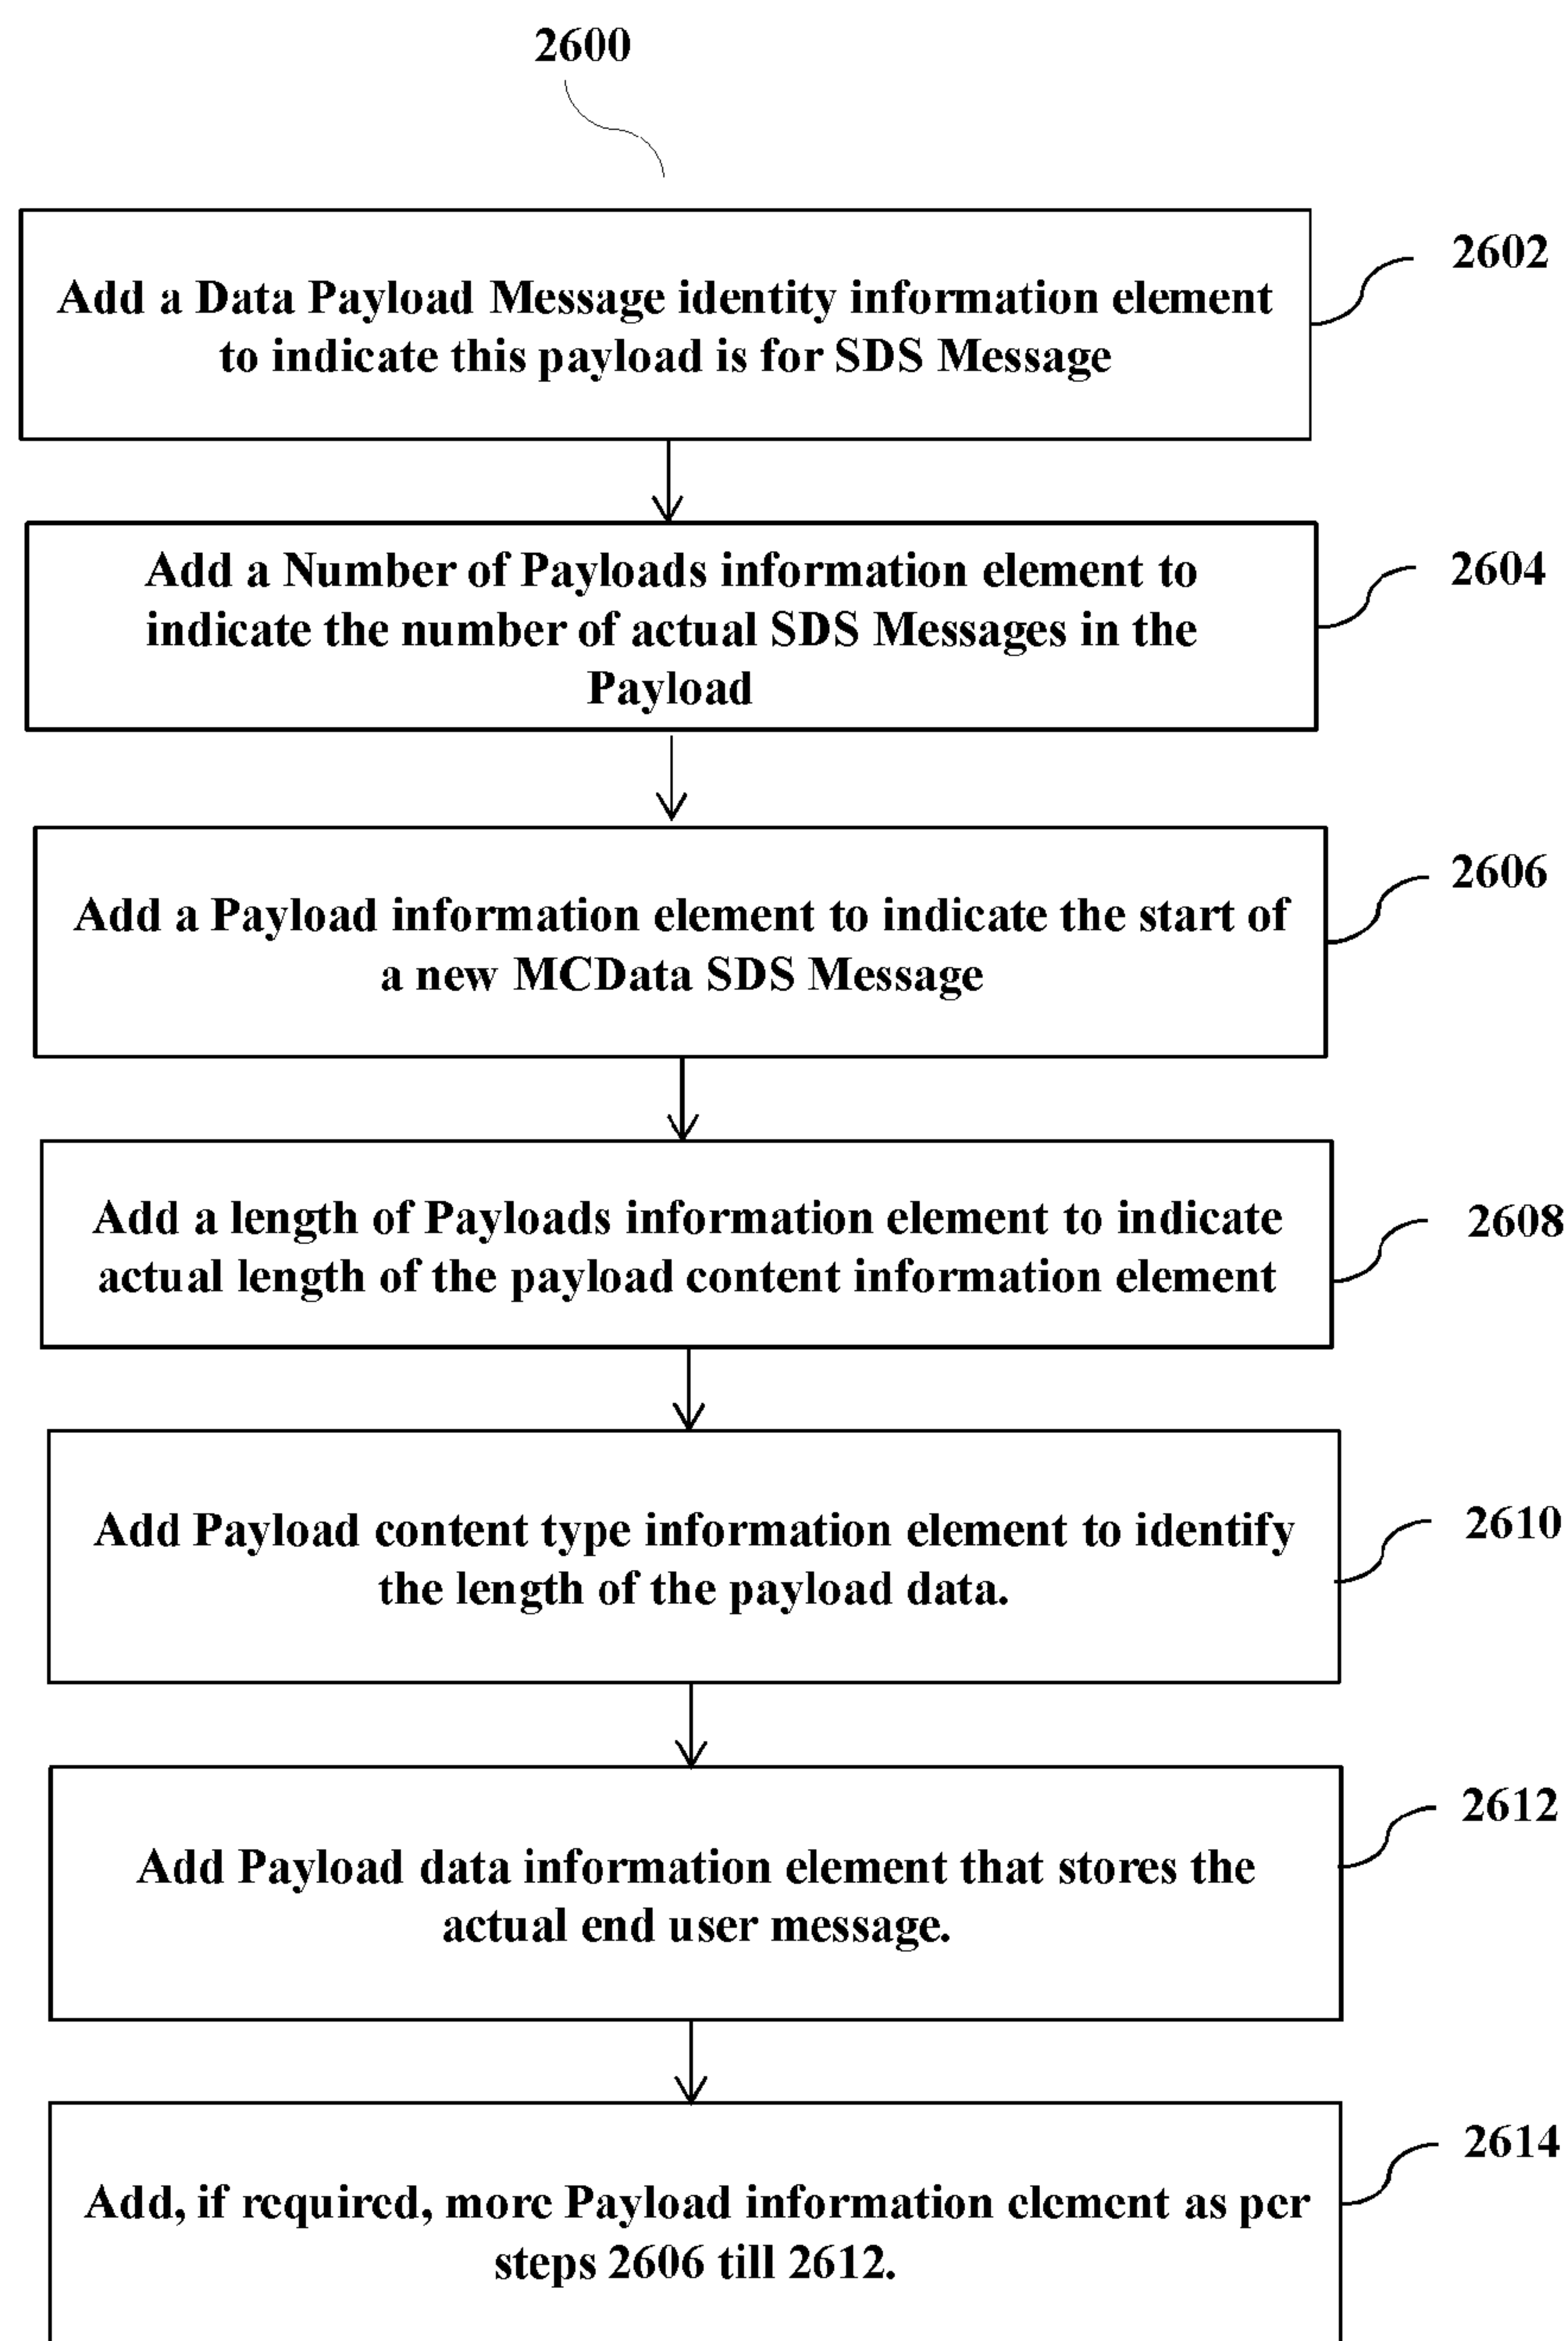 2600
Add a Data Payload Message identity information element
to indicate this payload is for SDS Message
2602
Add a Number of Payloads information element to
indicate the number of actual SDS Messages in the
Payload
2604
Add a Payload information element to indicate the start of
a new MCData SDS Message
2606
Add a length of Payloads information element to indicate
actual length of the payload content information element
2608
Add Payload content type information element to identify
the length of the payload data.
2610
Add Payload data information element that stores the
actual end user message.
2612
Add, if required, more Payload information element as per
steps 2606 till 2612.
2614